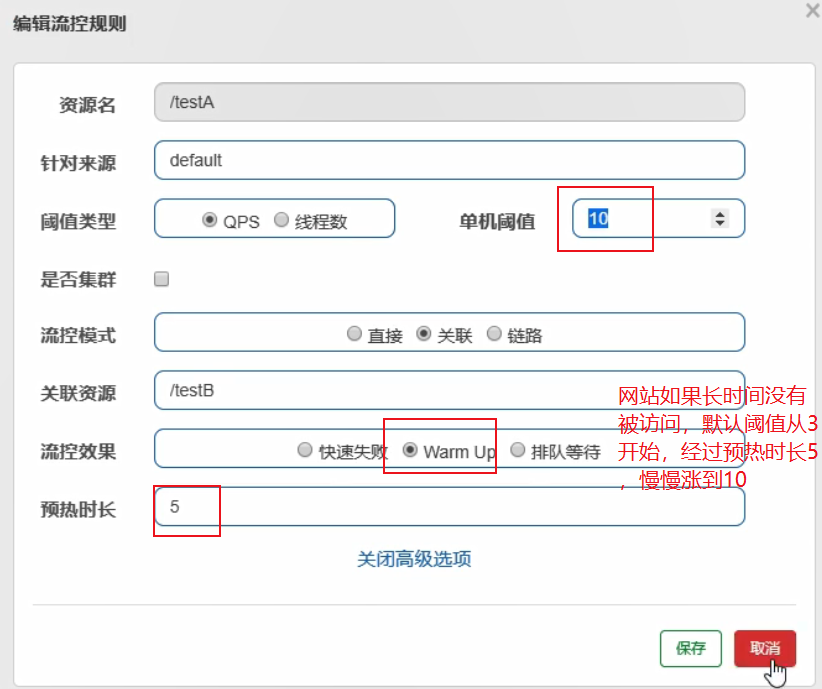 编辑流控规则
资源名 /testA
针对来源 default
阈值类型 QPS 线程数 单机阈值 10
是否集群
流控模式 直接 关联 链路
关联资源 /testB
流控效果 快速失败 Warm Up 排队等待
预热时长 5
网站如果长时间没有
被访问，默认阈值从3
开始，经过预热时长5
，慢慢涨到10
关闭高级选项
保存 取消